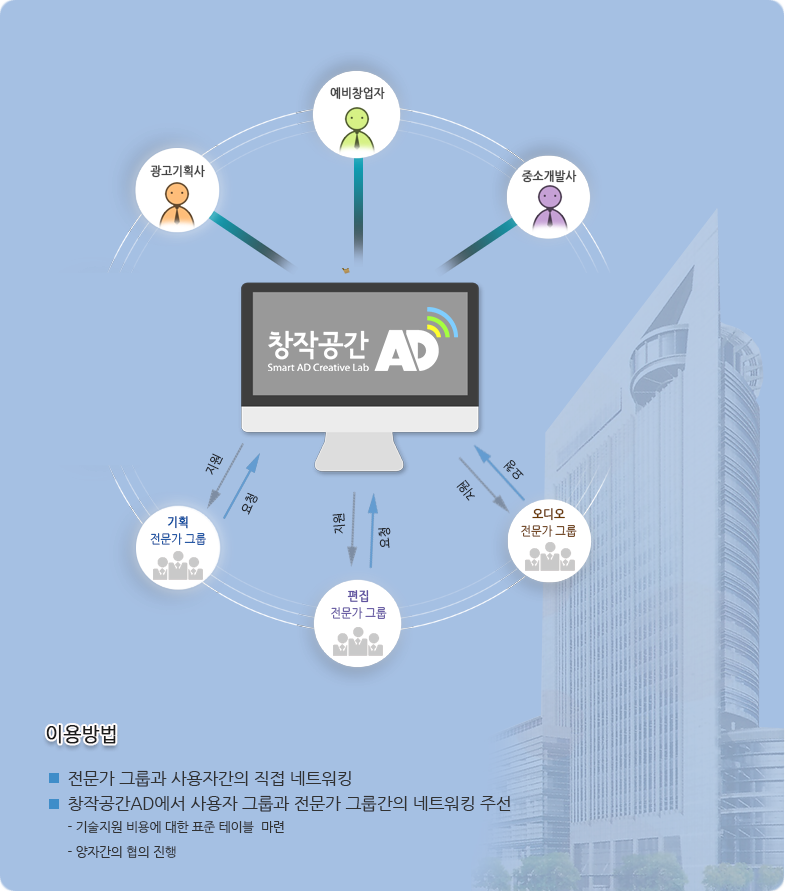 예비창업자
광고기획사
중소개발사
창작공간 AD
Smart AD Creative Lab
지원
요청
지원
요청
지원
요청
기획
전문가 그룹
오디오
전문가 그룹
편집
전문가 그룹
이용방법
전문가 그룹과 사용자간의 직접 네트워킹
창작공간AD에서 사용자 그룹과 전문가 그룹간의 네트워킹 주선
- 기술지원 비용에 대한 표준 테이블 마련
- 양자간의 협의 진행